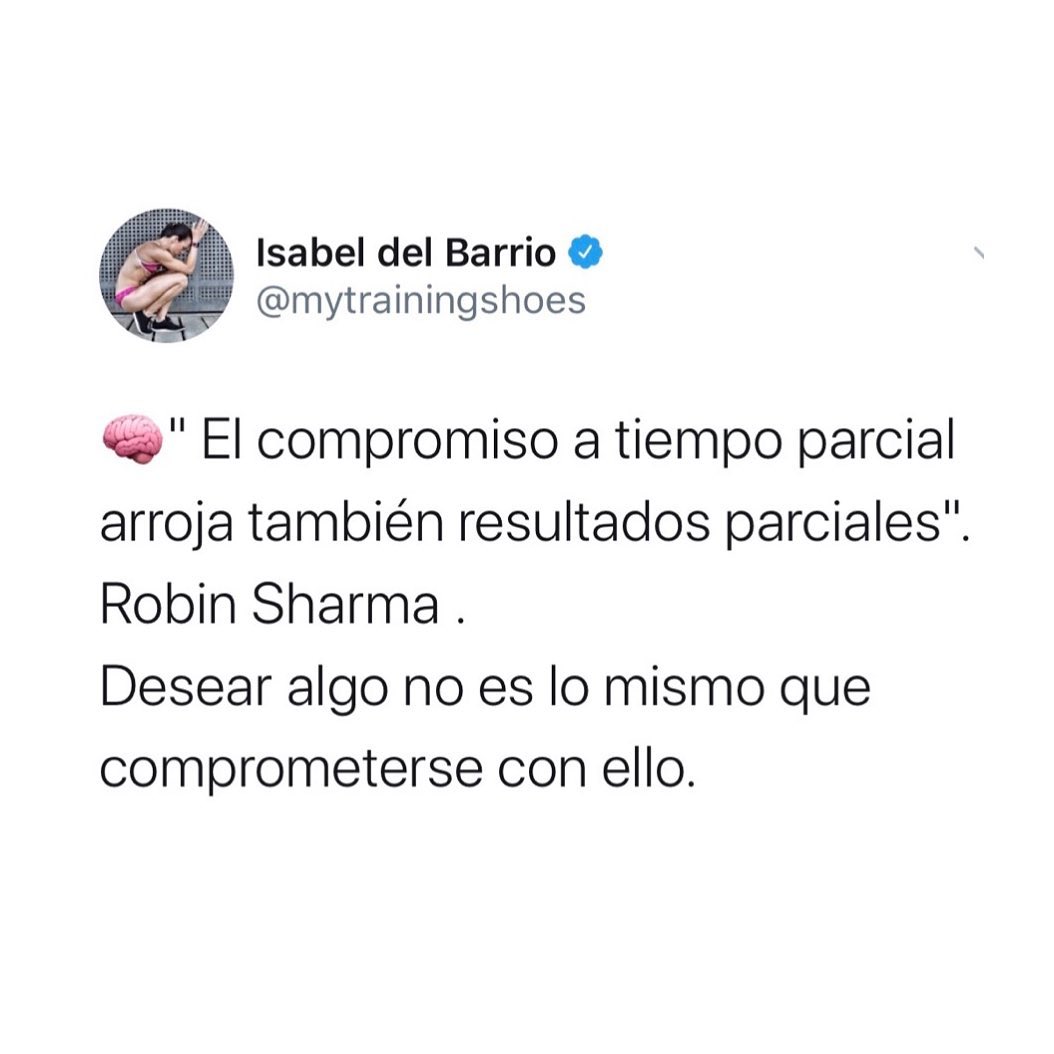 Isabel del Barrio
@mytrainingshoes
🧠" El compromiso a tiempo parcial
arroja también resultados parciales".
Robin Sharma .
Desear algo no es lo mismo que
comprometerse con ello.